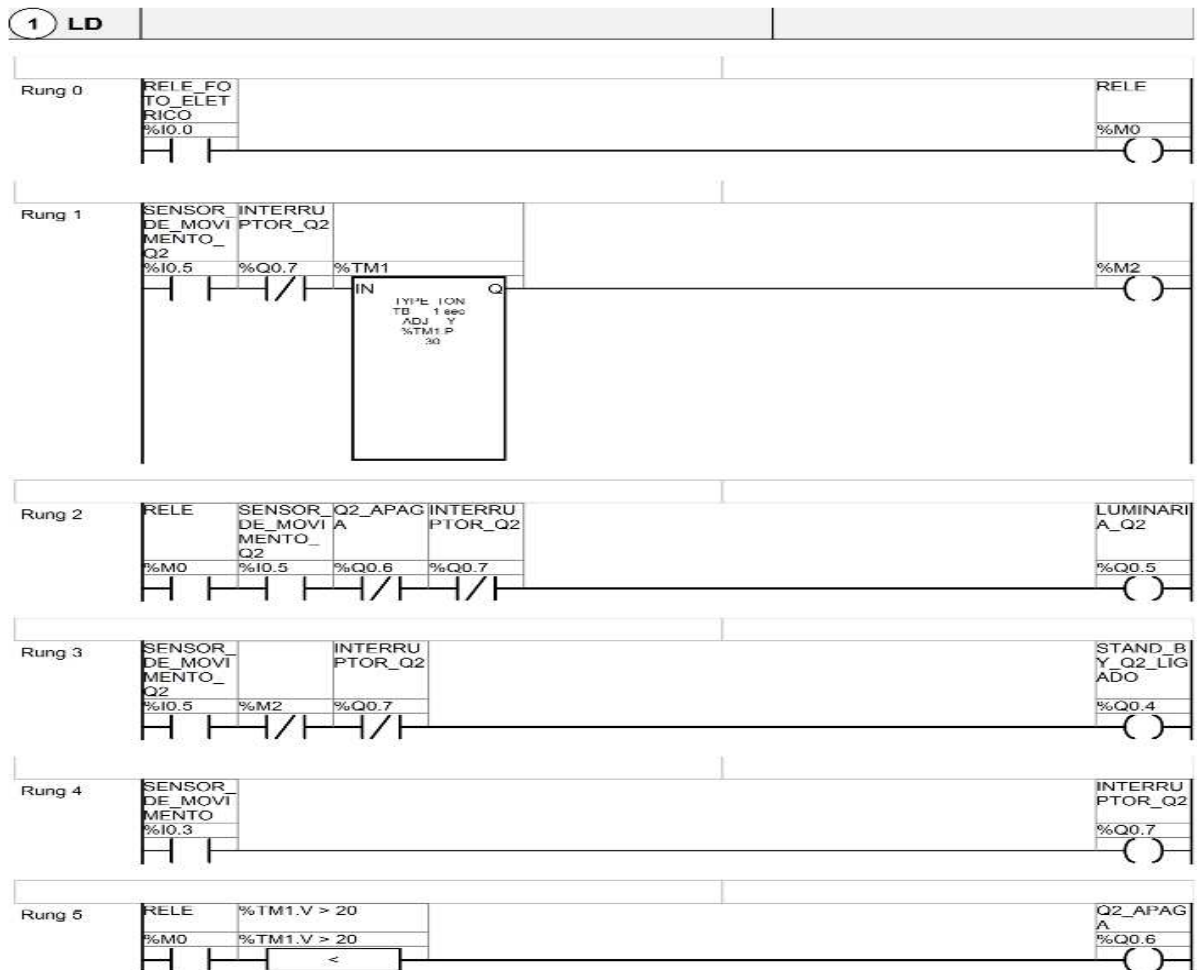 1 LD
Rung 0
RELE_FO
TO_ELET
RICO
%I0.0
RELE
%M0
Rung 1
SENSOR_
DE_MOVI
MENTO_
Q2
%I0.5
INTERRU
PTOR_Q2
%Q0.7
%TM1
IN Q
TYPE TON
TB 1 sec
ADJ Y
%TM1.P
30
%M2
Rung 2
RELE
%M0
SENSOR_
DE_MOVI
MENTO_
Q2
%I0.5
Q2_APAG
A
%Q0.6
INTERRU
PTOR_Q2
%Q0.7
LUMINARI
A_Q2
%Q0.5
Rung 3
SENSOR_
DE_MOVI
MENTO_
Q2
%I0.5
%M2
INTERRU
PTOR_Q2
%Q0.7
STAND_B
Y_Q2_LIG
ADO
%Q0.4
Rung 4
SENSOR_
DE_MOVI
MENTO
%I0.3
INTERRU
PTOR_Q2
%Q0.7
Rung 5
RELE
%M0
%TM1.V > 20
%TM1.V > 20
<
Q2_APAG
A
%Q0.6